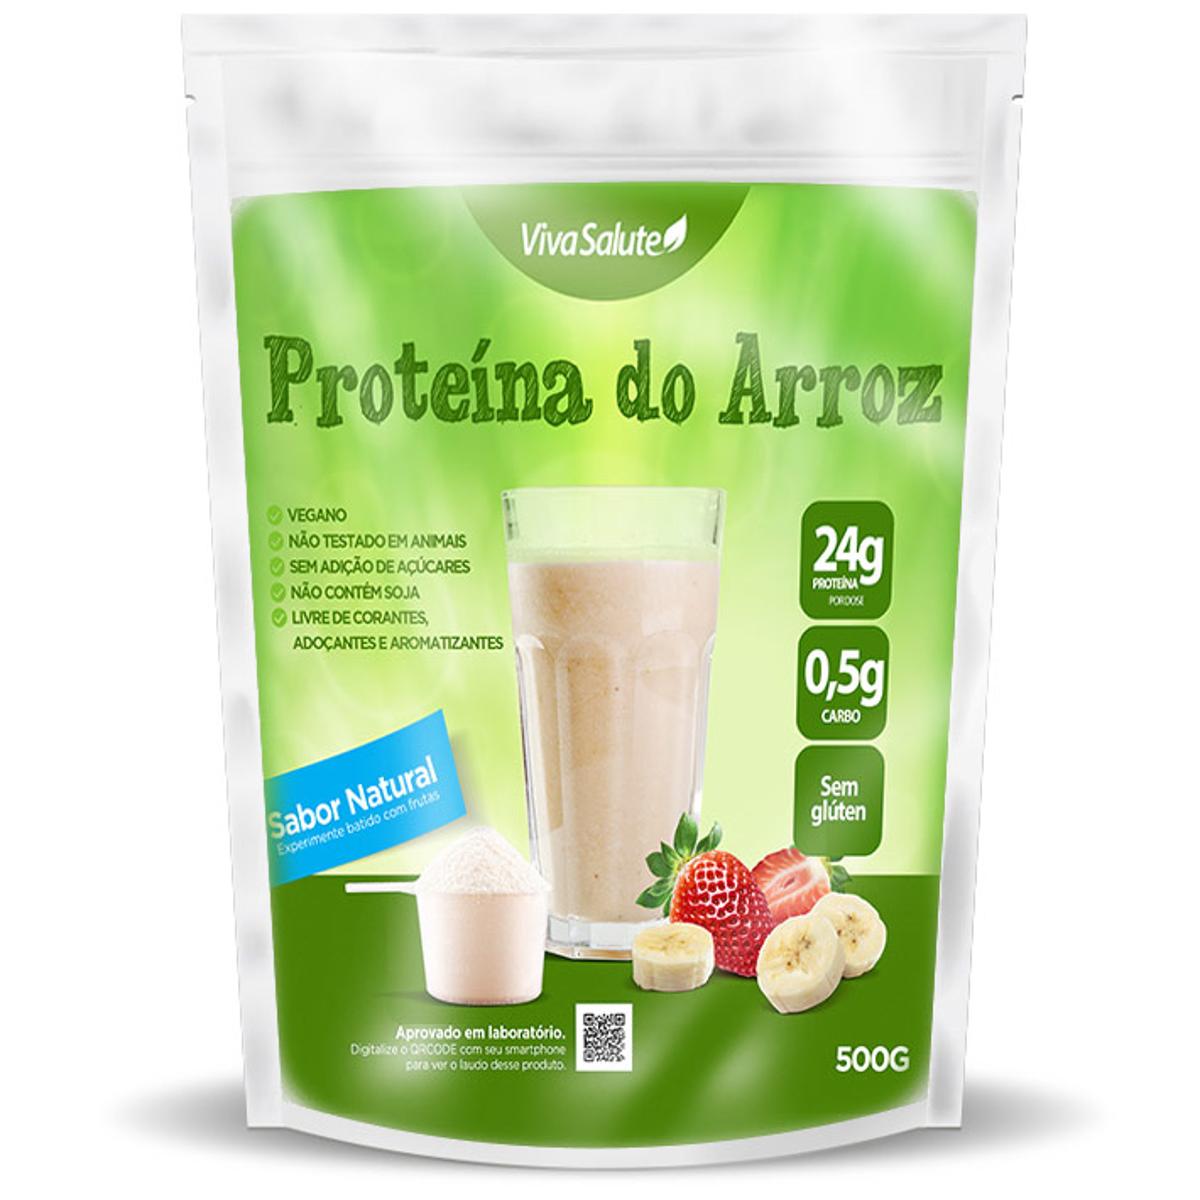 VivaSalute
Proteína do Arroz
VEGANO
NÃO TESTADO EM ANIMAIS
SEM ADIÇÃO DE AÇÚCARES
NÃO CONTÉM SOJA
LIVRE DE CORANTES,
ADOÇANTES E AROMATIZANTES
24g
PROTEÍNA
POR DOSE
0,5g
CARBO
Sem
glúten
Sabor Natural
Experimente batido com frutas
Aprovado em laboratório.
Digitalize o QRCODE com seu smartphone
para ver o laudo desse produto.
500G